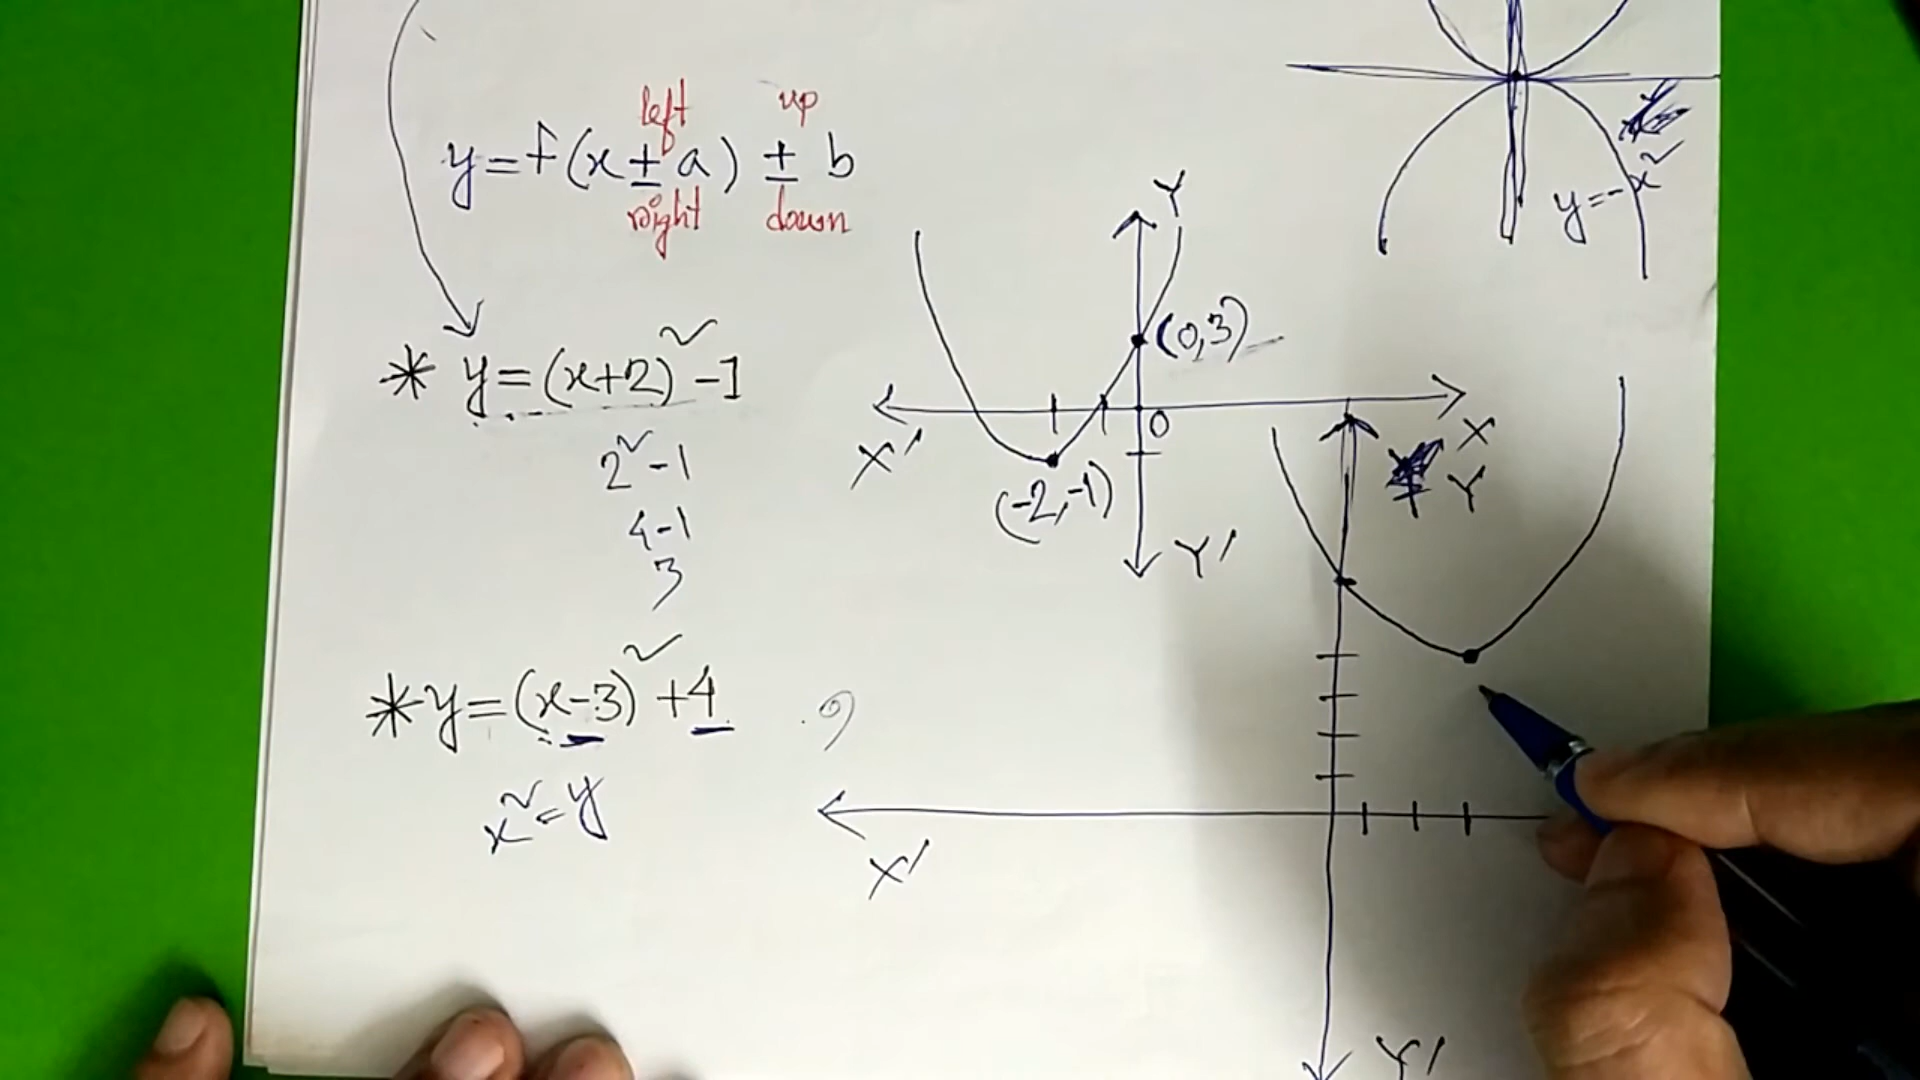 left up
y=f(x±a) ± b
right down
y=-x²
* y=(x+2)²-1
2²-1
4-1
3
Y
(0,3)
X' O X
(-2,-1)
Y'
* y=(x-3)²+4
x²=y
Y
X'
Y'